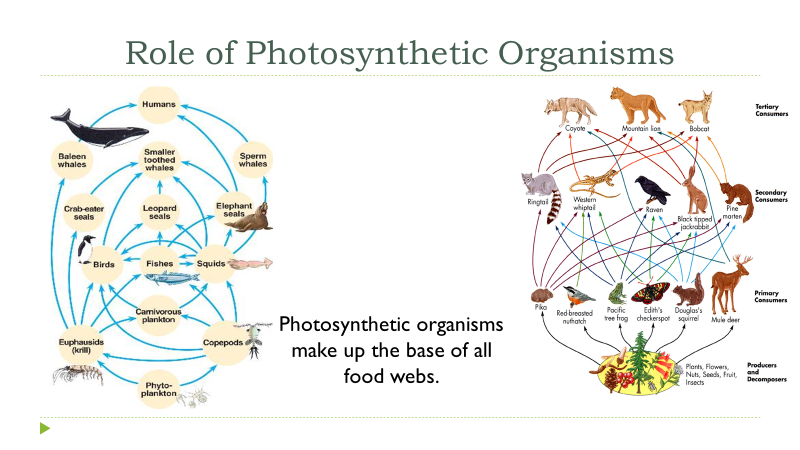 Role of Photosynthetic Organisms
Humans
Baleen
whales
Smaller
toothed
whales
Sperm
whales
Crab-eater
seals
Leopard
seals
Elephant
seals
Birds
Fishes
Squids
Carnivorous
plankton
Euphausids
(krill)
Copepods
Phyto-
plankton
Photosynthetic organisms
make up the base of all
food webs.
Coyote
Mountain lion
Bobcat
Tertiary
Consumers
Ringtail
Western
whiptail
Raven
Black tipped
jackrabbit
Pine
marten
Secondary
Consumers
Pika
Red-breasted
nuthatch
Pacific
tree frog
Edith's
checkerspot
Douglas's
squirrel
Mule deer
Primary
Consumers
Plants, Flowers,
Nuts, Seeds, Fruit,
Insects
Producers
and
Decomposers